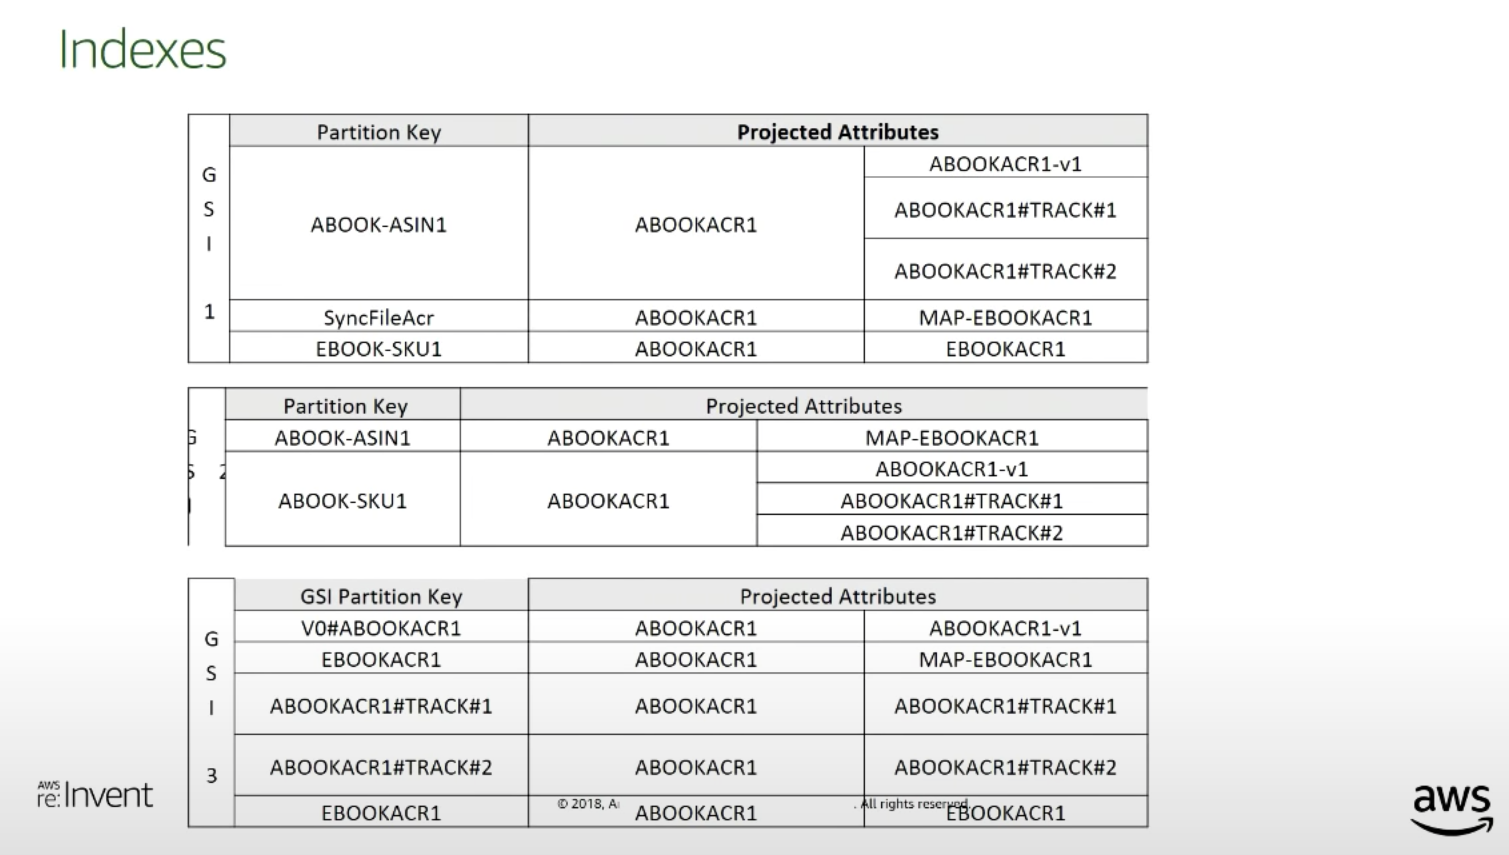 Indexes
Partition Key Projected Attributes
G S I 1
ABOOK-ASIN1 ABOOKACR1 ABOOKACR1-v1
ABOOKACR1#TRACK#1
ABOOKACR1#TRACK#2
SyncFileAcr ABOOKACR1 MAP-EBOOKACR1
EBOOK-SKU1 ABOOKACR1 EBOOKACR1
Partition Key Projected Attributes
G S I 2
ABOOK-ASIN1 ABOOKACR1 MAP-EBOOKACR1
ABOOK-SKU1 ABOOKACR1 ABOOKACR1-v1
ABOOKACR1#TRACK#1
ABOOKACR1#TRACK#2
GSI Partition Key Projected Attributes
G S I 3
V0#ABOOKACR1 ABOOKACR1 ABOOKACR1-v1
EBOOKACR1 ABOOKACR1 MAP-EBOOKACR1
ABOOKACR1#TRACK#1 ABOOKACR1 ABOOKACR1#TRACK#1
ABOOKACR1#TRACK#2 ABOOKACR1 ABOOKACR1#TRACK#2
EBOOKACR1 ABOOKACR1 EBOOKACR1
AWS
re:Invent
© 2018, . All rights reserved.
aws